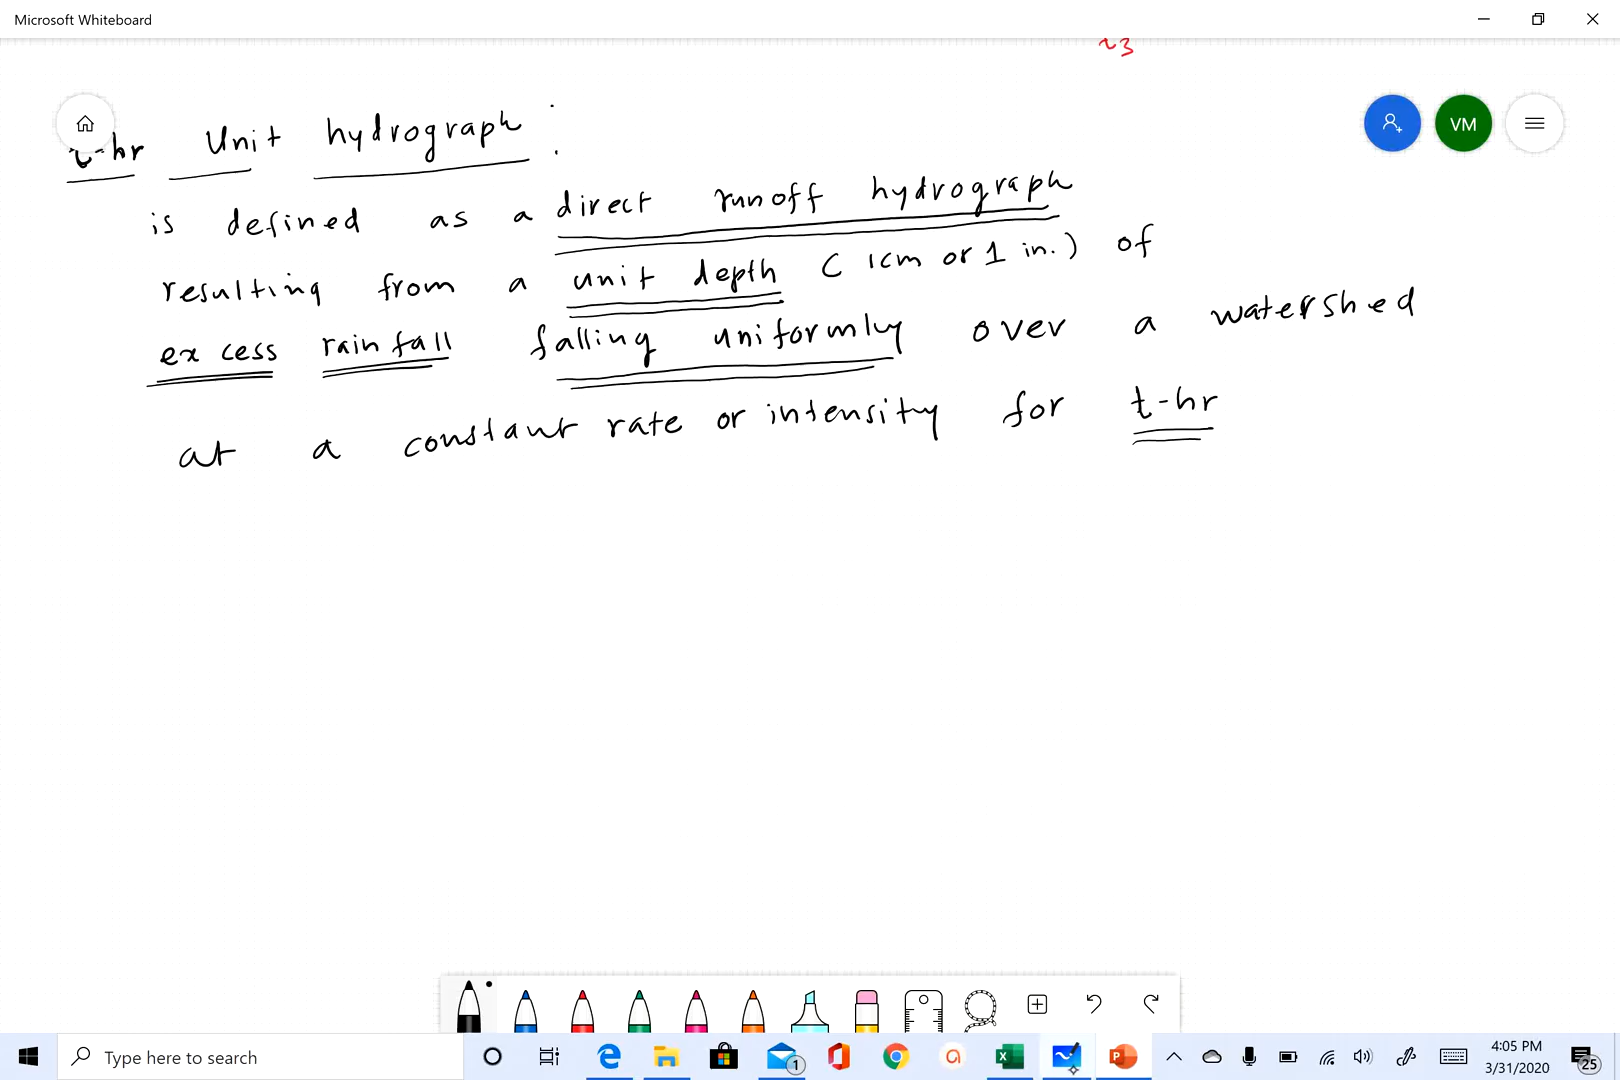 Microsoft Whiteboard
t-hr Unit hydrograph :
VM
is defined as a direct runoff hydrograph
resulting from a unit depth ( 1cm or 1 in.) of
excess rainfall falling uniformly over a watershed
at a constant rate or intensity for t-hr
Type here to search
1
4:05 PM
3/31/2020
25